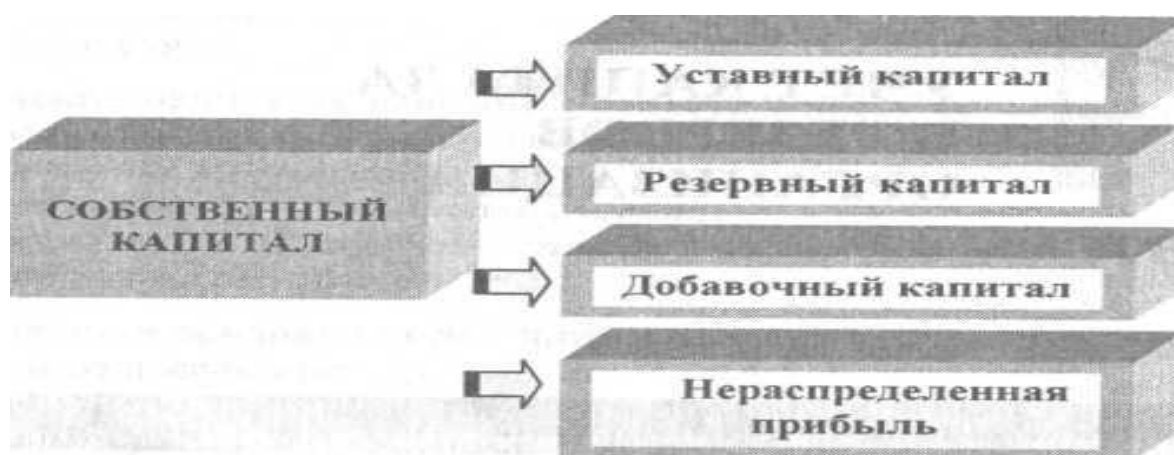 СОБСТВЕННЫЙ
КАПИТАЛ
Уставный капитал
Резервный капитал
Добавочный капитал
Нераспределенная
прибыль